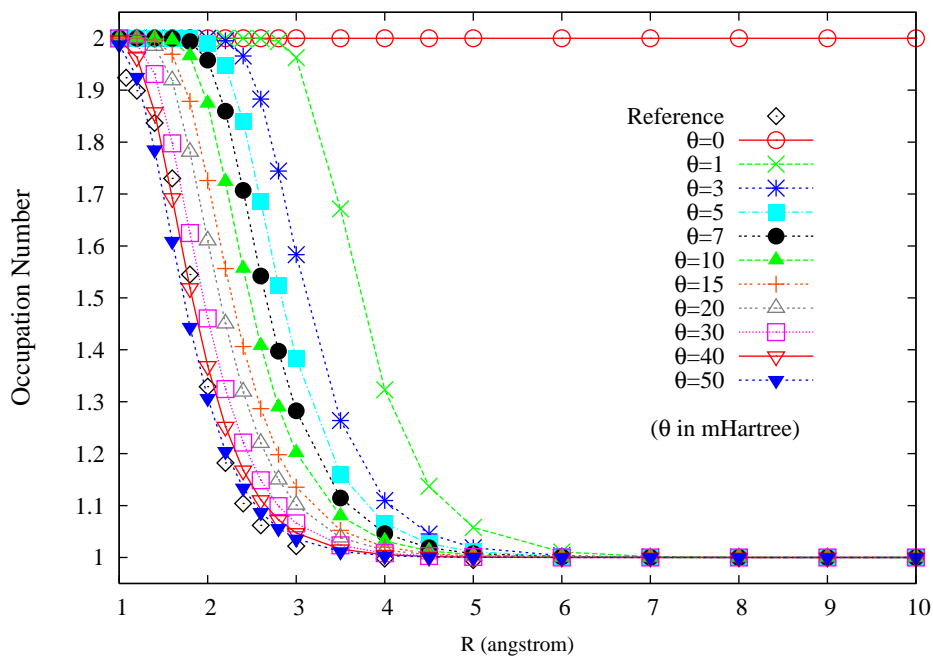 Occupation Number
2
1.9
1.8
1.7
1.6
1.5
1.4
1.3
1.2
1.1
1
Reference
θ=0
θ=1
θ=3
θ=5
θ=7
θ=10
θ=15
θ=20
θ=30
θ=40
θ=50
(θ in mHartree)
1 2 3 4 5 6 7 8 9 10
R (angstrom)